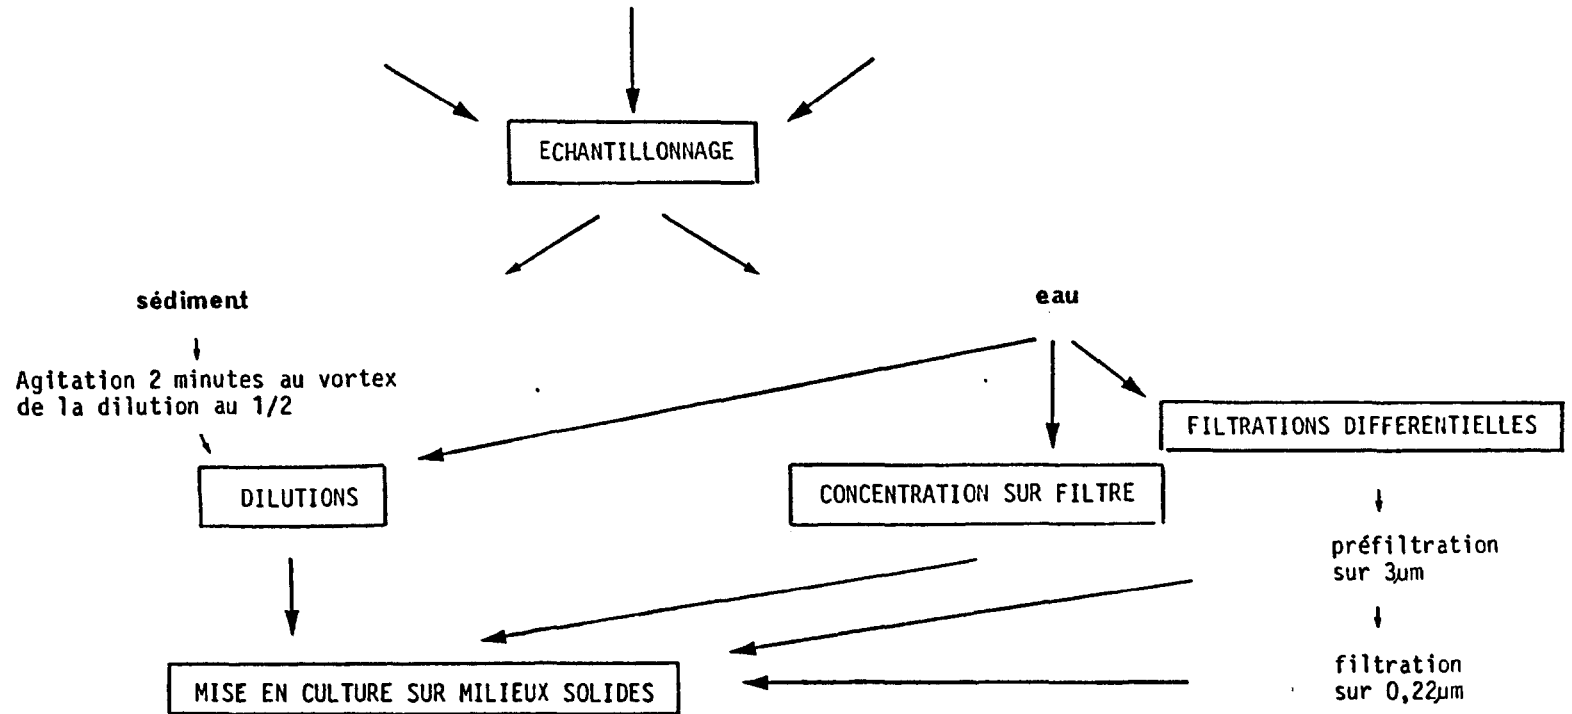 ECHANTILLONNAGE
sédiment
eau
Agitation 2 minutes au vortex
de la dilution au 1/2
FILTRATIONS DIFFERENTIELLES
DILUTIONS
CONCENTRATION SUR FILTRE
préfiltration
sur 3µm
filtration
sur 0,22µm
MISE EN CULTURE SUR MILIEUX SOLIDES